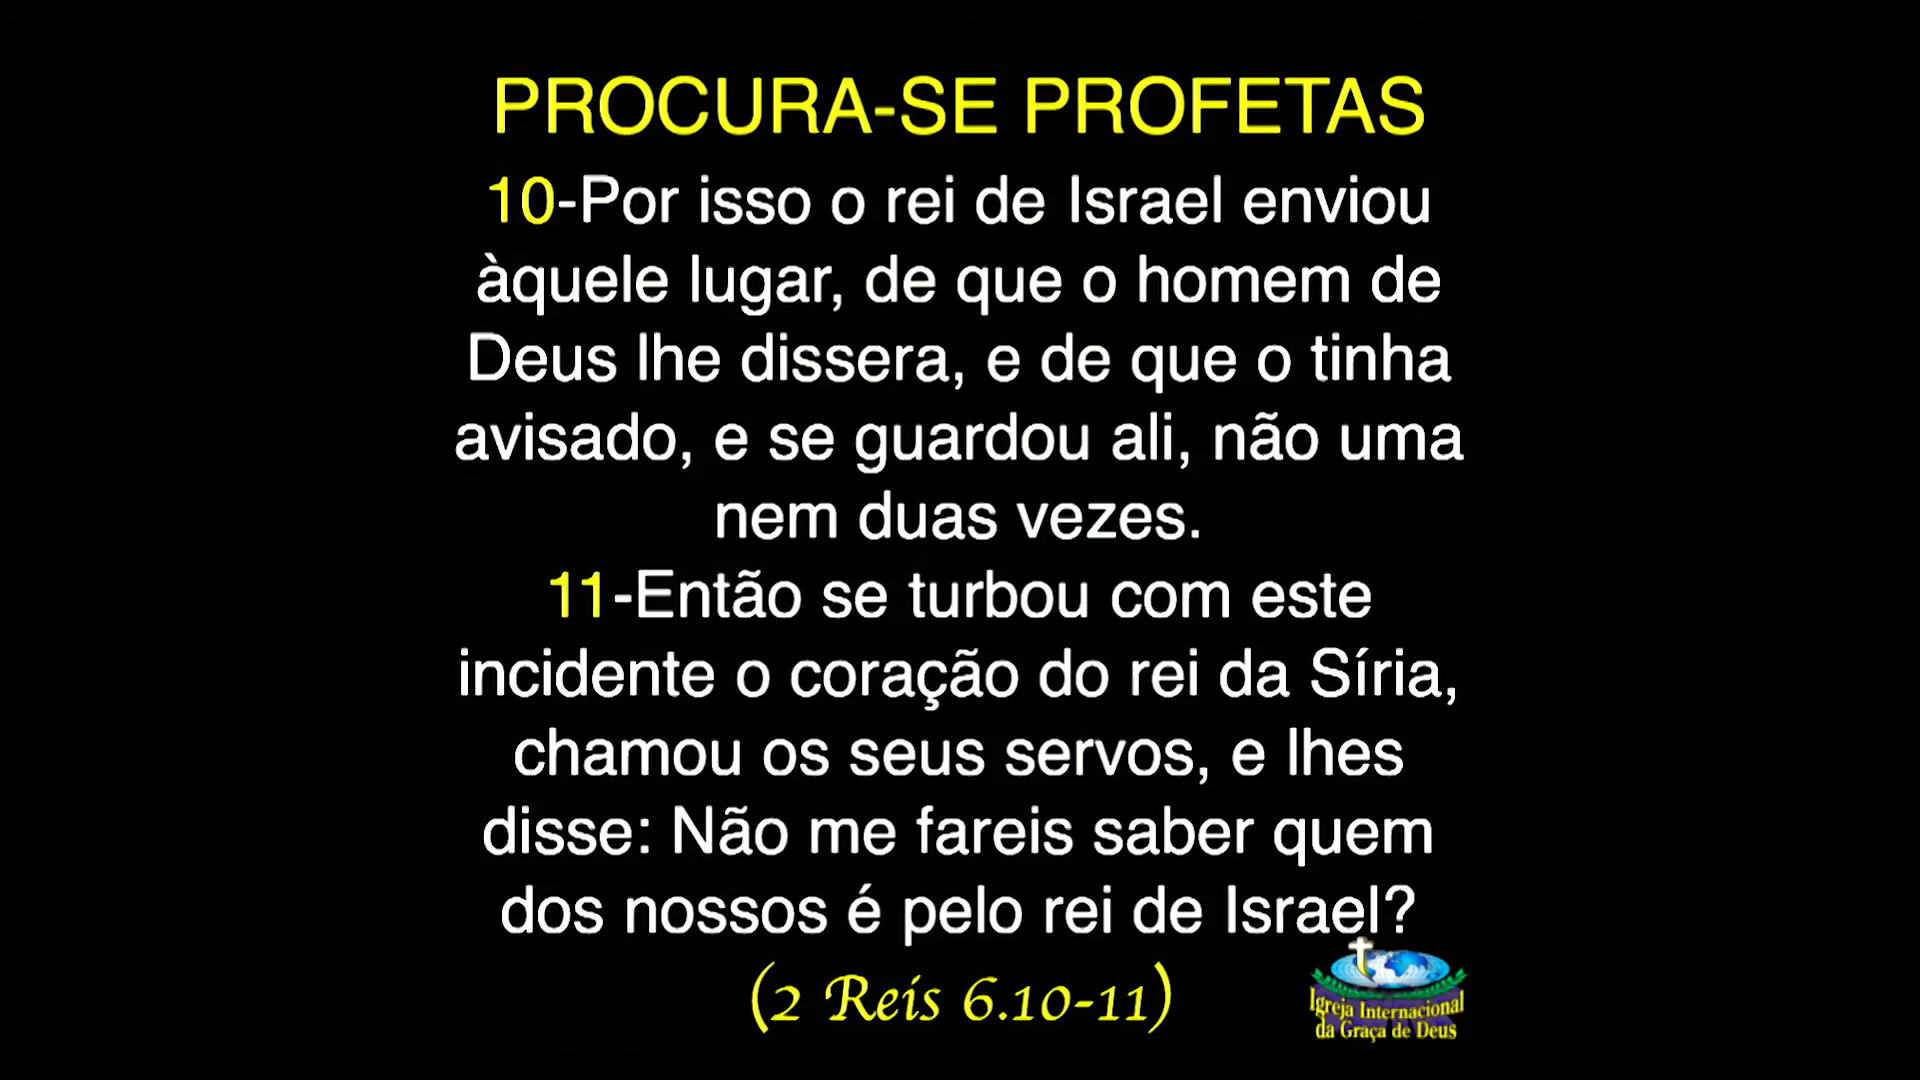 PROCURA-SE PROFETAS
10-Por isso o rei de Israel enviou
àquele lugar, de que o homem de
Deus lhe dissera, e de que o tinha
avisado, e se guardou ali, não uma
nem duas vezes.
11-Então se turbou com este
incidente o coração do rei da Síria,
chamou os seus servos, e lhes
disse: Não me fareis saber quem
dos nossos é pelo rei de Israel?
(2 Reis 6.10-11)
Igreja Internacional
da Graça de Deus